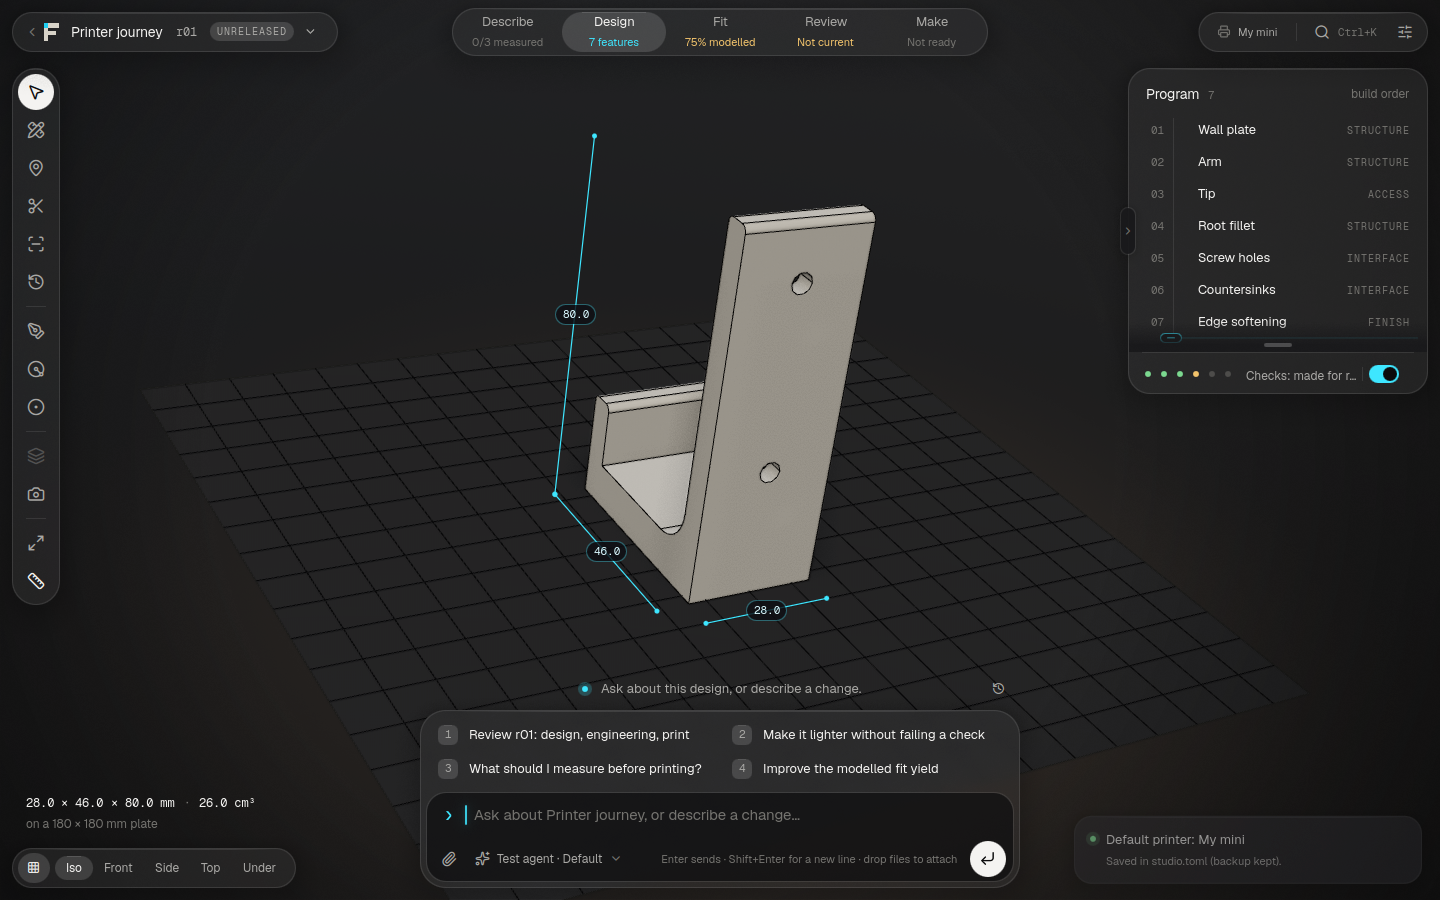 Printer journey r01 UNRELEASED
Describe
0/3 measured
Design
7 features
Fit
75% modelled
Review
Not current
Make
Not ready
My mini
Ctrl+K
Program 7 build order
01 Wall plate STRUCTURE
02 Arm STRUCTURE
03 Tip ACCESS
04 Root fillet STRUCTURE
05 Screw holes INTERFACE
06 Countersinks INTERFACE
07 Edge softening FINISH
Checks: made for r...
80.0
46.0
28.0
Ask about this design, or describe a change.
1 Review r01: design, engineering, print
2 Make it lighter without failing a check
3 What should I measure before printing?
4 Improve the modelled fit yield
Ask about Printer journey, or describe a change...
Test agent · Default
Enter sends · Shift+Enter for a new line · drop files to attach
28.0 × 46.0 × 80.0 mm · 26.0 cm³
on a 180 × 180 mm plate
Iso Front Side Top Under
Default printer: My mini
Saved in studio.toml (backup kept).